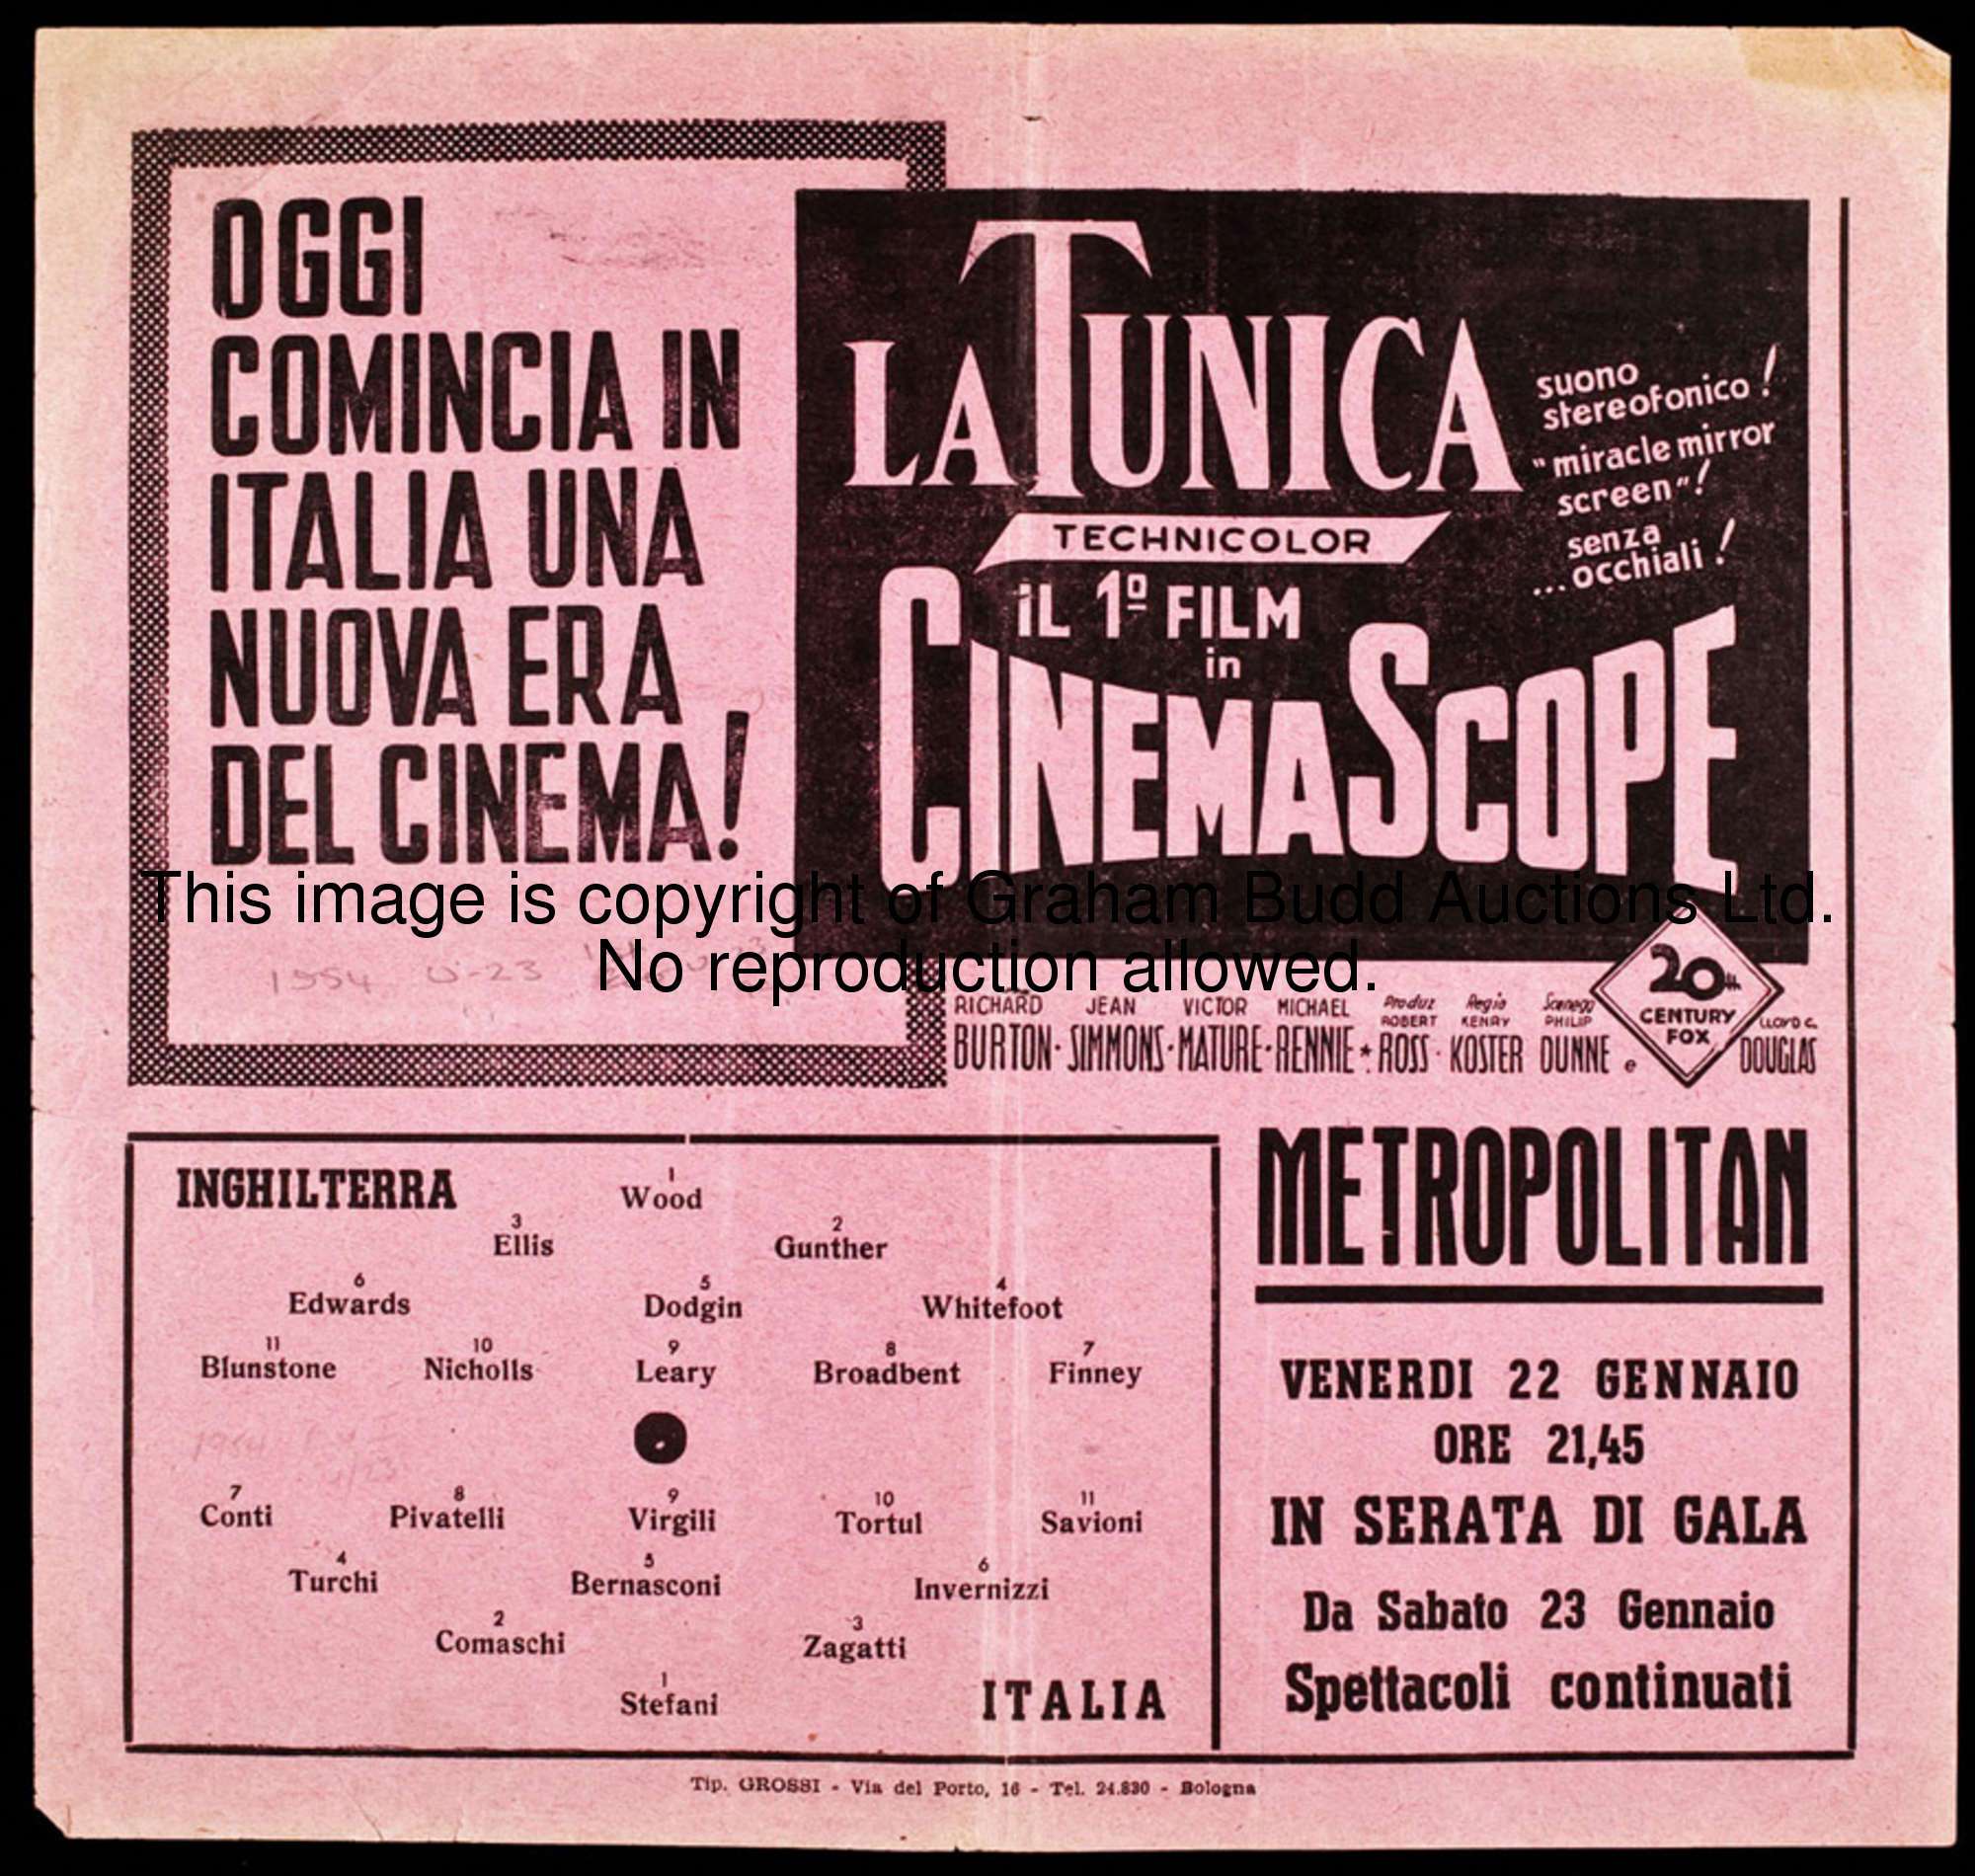 OGGI
COMINCIA IN
ITALIA UNA
NUOVA ERA
DEL CINEMA!
LA TUNICA
suono
stereofonico!
"miracle mirror
screen"!
senza
...occhiali!
TECHNICOLOR
IL 1º FILM
in
CINEMASCOPE
This image is copyright of Graham Budd Auctions Ltd.
No reproduction allowed.
1954 U-23
20th
CENTURY
FOX
RICHARD JEAN VICTOR MICHAEL Produz Regia Sceneggi
ROBERT KENRY PHILIP LLOYD C.
BURTON · SIMMONS · MATURE · RENNIE * ROSS · KOSTER DUNNE e DOUGLAS
INGHILTERRA
1
Wood
3 2
Ellis Gunther
6 5 4
Edwards Dodgin Whitefoot
11 10 9 8 7
Blunstone Nicholls Leary Broadbent Finney
7 8 9 10 11
Conti Pivatelli Virgili Tortul Savioni
4 5 6
Turchi Bernasconi Invernizzi
2 3
Comaschi Zagatti
1
Stefani
ITALIA
METROPOLITAN
VENERDI 22 GENNAIO
ORE 21,45
IN SERATA DI GALA
Da Sabato 23 Gennaio
Spettacoli continuati
Tip. GROSSI - Via del Porto, 16 - Tel. 24.830 - Bologna